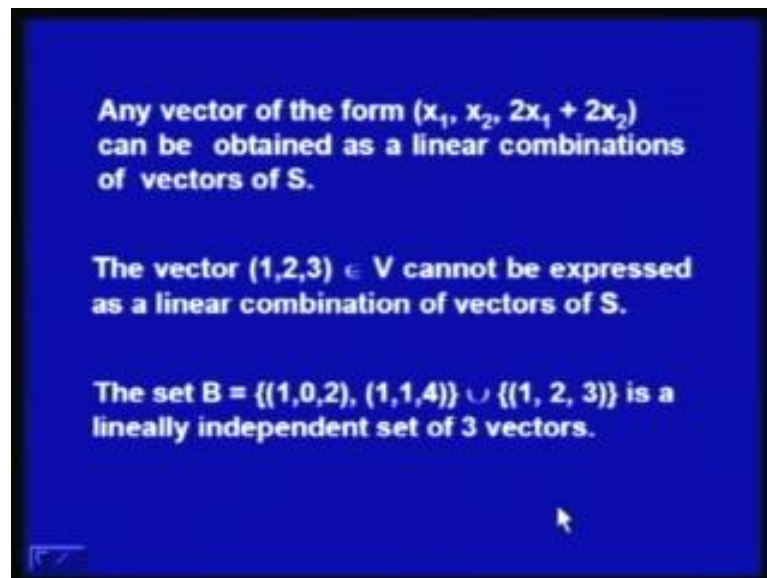 Any vector of the form (x₁, x₂, 2x₁ + 2x₂)
can be obtained as a linear combinations
of vectors of S.
The vector (1,2,3) ∈ V cannot be expressed
as a linear combination of vectors of S.
The set B = {(1,0,2), (1,1,4)} ∪ {(1, 2, 3)} is a
lineally independent set of 3 vectors.